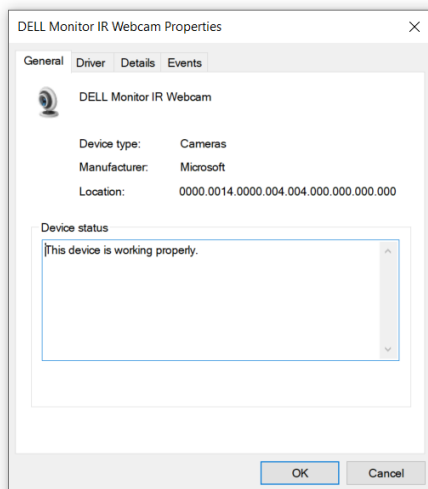 DELL Monitor IR Webcam Properties
General Driver Details Events
DELL Monitor IR Webcam
Device type: Cameras
Manufacturer: Microsoft
Location: 0000.0014.0000.004.004.000.000.000.000
Device status
This device is working properly.
OK Cancel